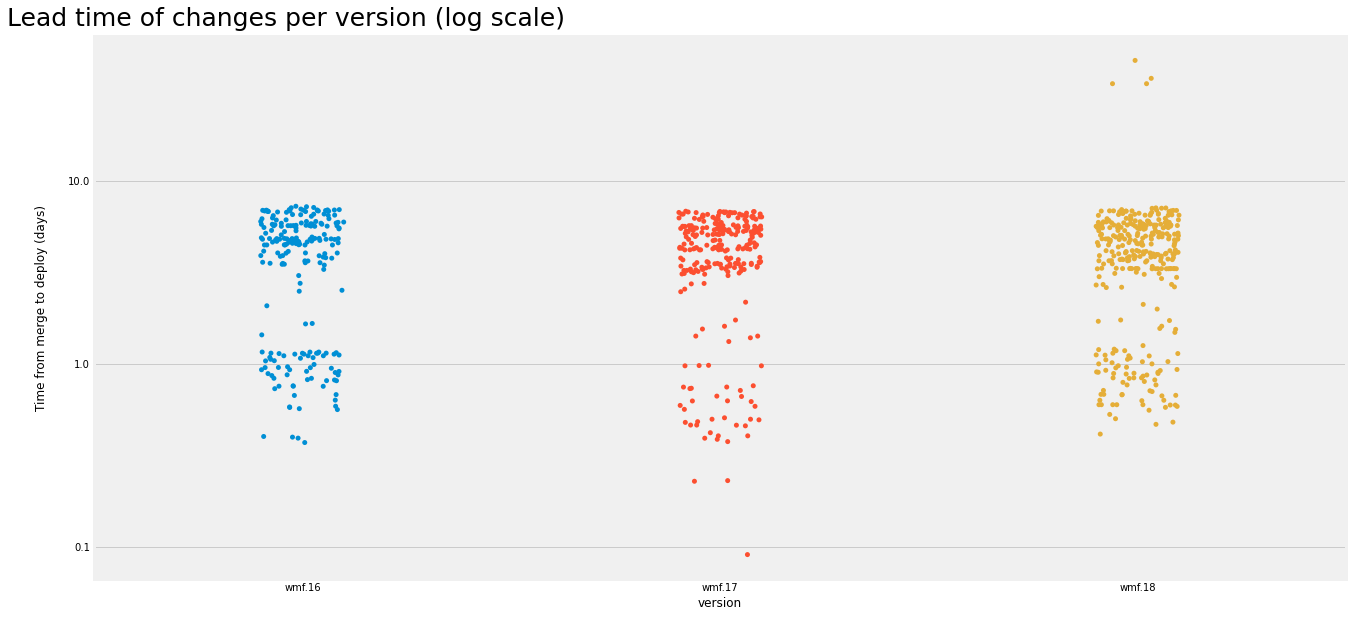 Lead time of changes per version (log scale)
Time from merge to deploy (days)
10.0
1.0
0.1
wmf.16
wmf.17
wmf.18
version